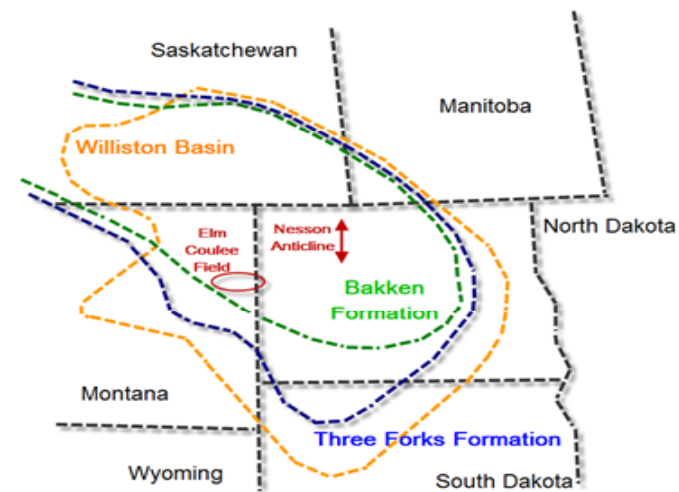 Saskatchewan
Manitoba
Williston Basin
North Dakota
Elm
Coulee
Field
Nesson
Anticline
Bakken
Formation
Montana
Three Forks Formation
Wyoming
South Dakota